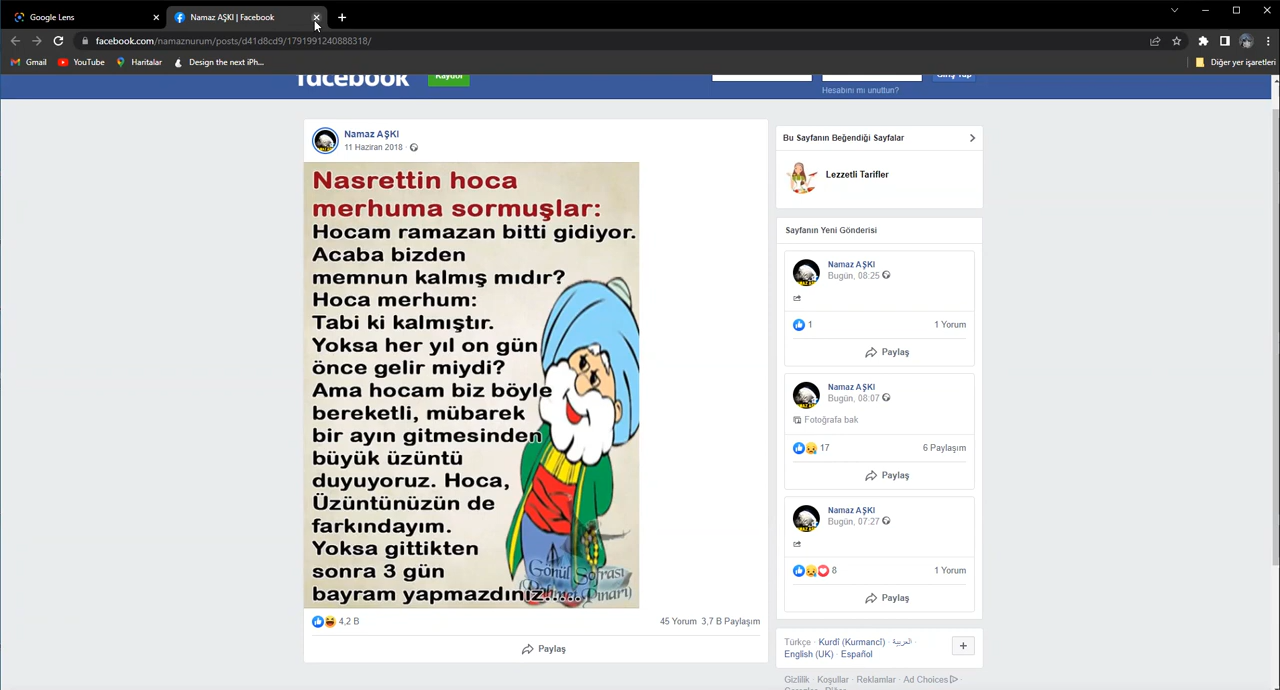 Google Lens
Namaz AŞKI | Facebook
facebook.com/namaznurum/posts/d41d8cd9/1791991240888318/
Gmail
YouTube
Haritalar
Design the next iPh...
Diğer yer işaretleri
facebook
Kaydol
Giriş Yap
Hesabını mı unuttun?
Namaz AŞKI
11 Haziran 2018 ·
Nasrettin hoca
merhuma sormuşlar:
Hocam ramazan bitti gidiyor.
Acaba bizden
memnun kalmış mıdır?
Hoca merhum:
Tabi ki kalmıştır.
Yoksa her yıl on gün
önce gelir miydi?
Ama hocam biz böyle
bereketli, mübarek
bir ayın gitmesinden
büyük üzüntü
duyuyoruz. Hoca,
Üzüntünüzün de
farkındayım.
Yoksa gittikten
sonra 3 gün
bayram yapmazdınız......
Gönül Sofrası
(Rahmet Pınarı)
4,2 B
45 Yorum 3,7 B Paylaşım
Paylaş
Bu Sayfanın Beğendiği Sayfalar
Lezzetli Tarifler
Sayfanın Yeni Gönderisi
Namaz AŞKI
Bugün, 08:25
1
1 Yorum
Paylaş
Namaz AŞKI
Bugün, 08:07
Fotoğrafa bak
17
6 Paylaşım
Paylaş
Namaz AŞKI
Bugün, 07:27
8
1 Yorum
Paylaş
Türkçe · Kurdî (Kurmancî) · العربية ·
English (UK) · Español
Gizlilik · Koşullar · Reklamlar · Ad Choices ·
Çerezler · Diğer